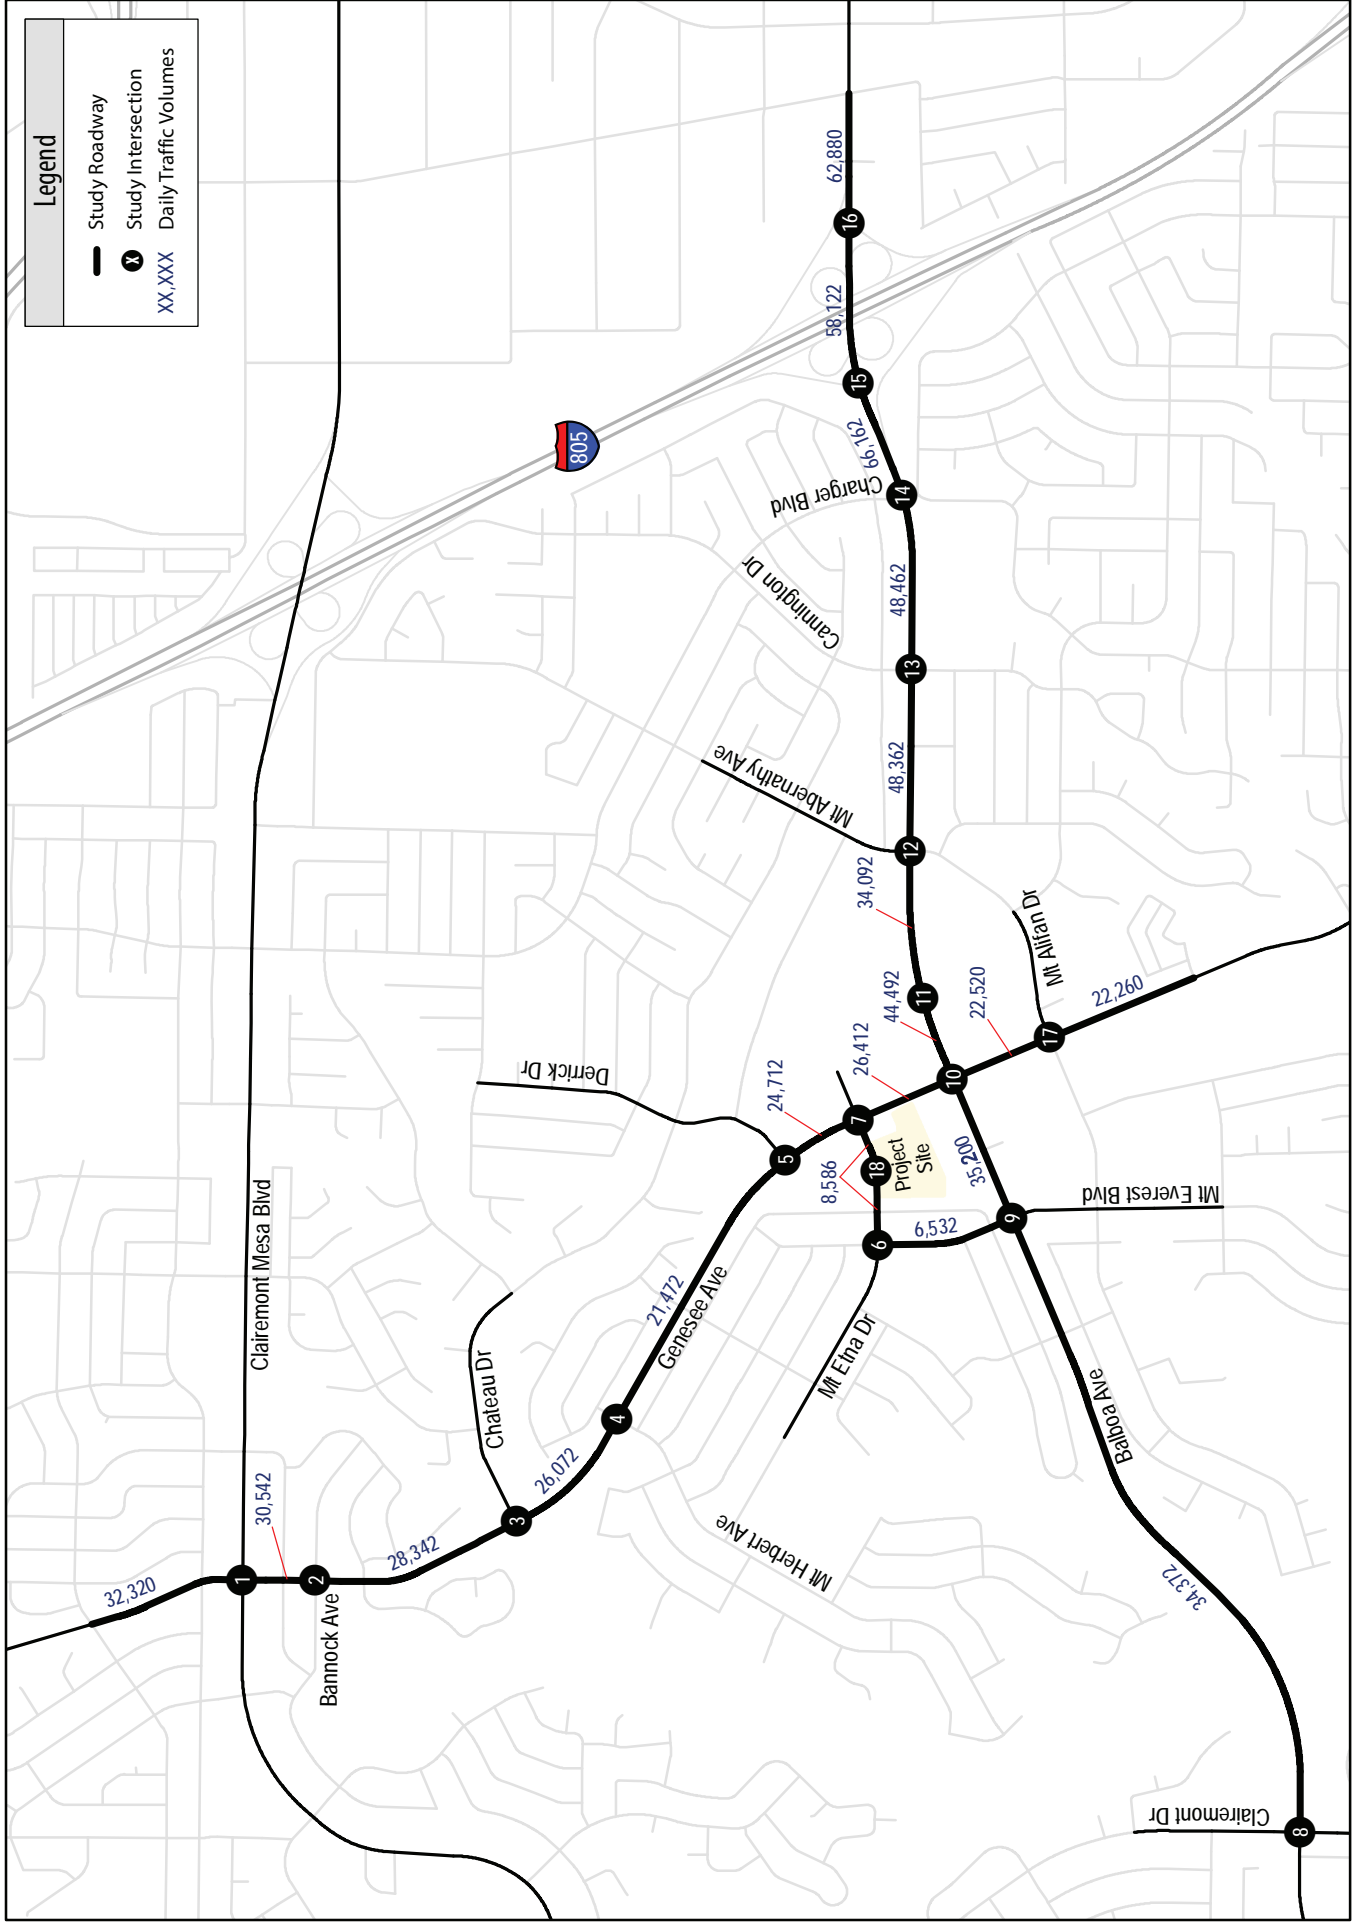 Legend
Study Roadway
X Study Intersection
XX,XXX Daily Traffic Volumes
805
Clairemont Mesa Blvd
32,320
1
30,542
2
Bannock Ave
28,342
3
Chateau Dr
26,072
4
21,472
Genesee Ave
Derrick Dr
5
24,712
7
26,412
8,586
18
Project
Site
6
6,532
Mt Etna Dr
Mt Herbert Ave
Mt Everest Blvd
9
35,200
10
44,492
11
34,092
12
Mt Abernathy Ave
48,362
13
Cannington Dr
48,462
14
Charger Blvd
66,162
15
58,122
16
62,880
22,520
17
Mt Alifan Dr
22,260
Balboa Ave
34,372
8
Clairemont Dr